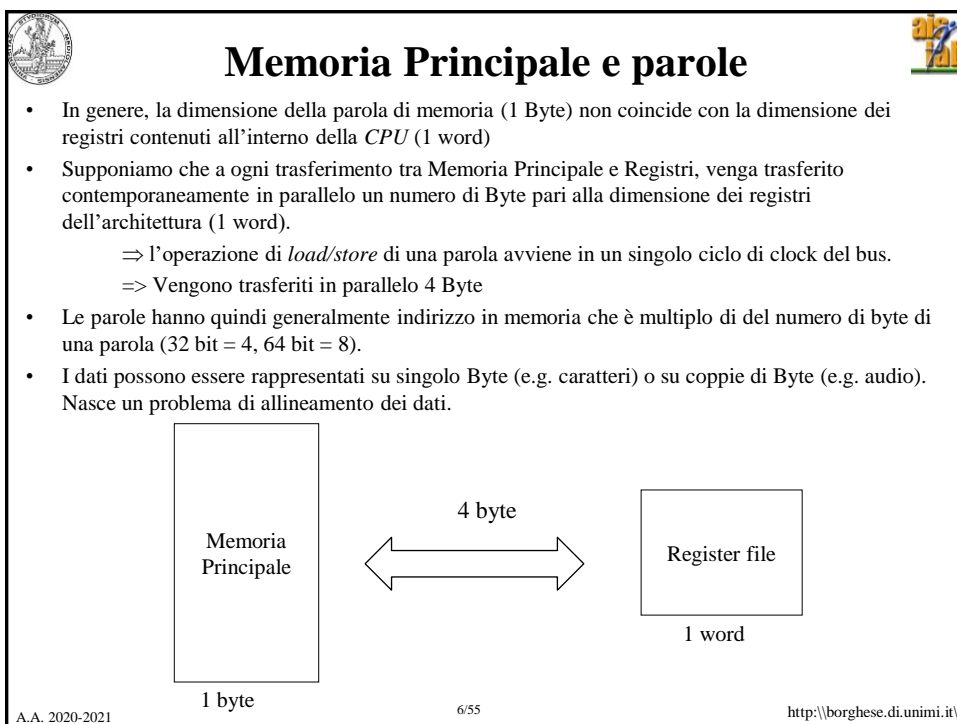 Memoria Principale e parole
• In genere, la dimensione della parola di memoria (1 Byte) non coincide con la dimensione dei
registri contenuti all’interno della CPU (1 word)
• Supponiamo che a ogni trasferimento tra Memoria Principale e Registri, venga trasferito
contemporaneamente in parallelo un numero di Byte pari alla dimensione dei registri
dell’architettura (1 word).
⇒ l’operazione di load/store di una parola avviene in un singolo ciclo di clock del bus.
=> Vengono trasferiti in parallelo 4 Byte
• Le parole hanno quindi generalmente indirizzo in memoria che è multiplo di del numero di byte di
una parola (32 bit = 4, 64 bit = 8).
• I dati possono essere rappresentati su singolo Byte (e.g. caratteri) o su coppie di Byte (e.g. audio).
Nasce un problema di allineamento dei dati.
4 byte
Memoria
Principale
Register file
1 word
1 byte
A.A. 2020-2021
6/55
http:\\borghese.di.unimi.it\